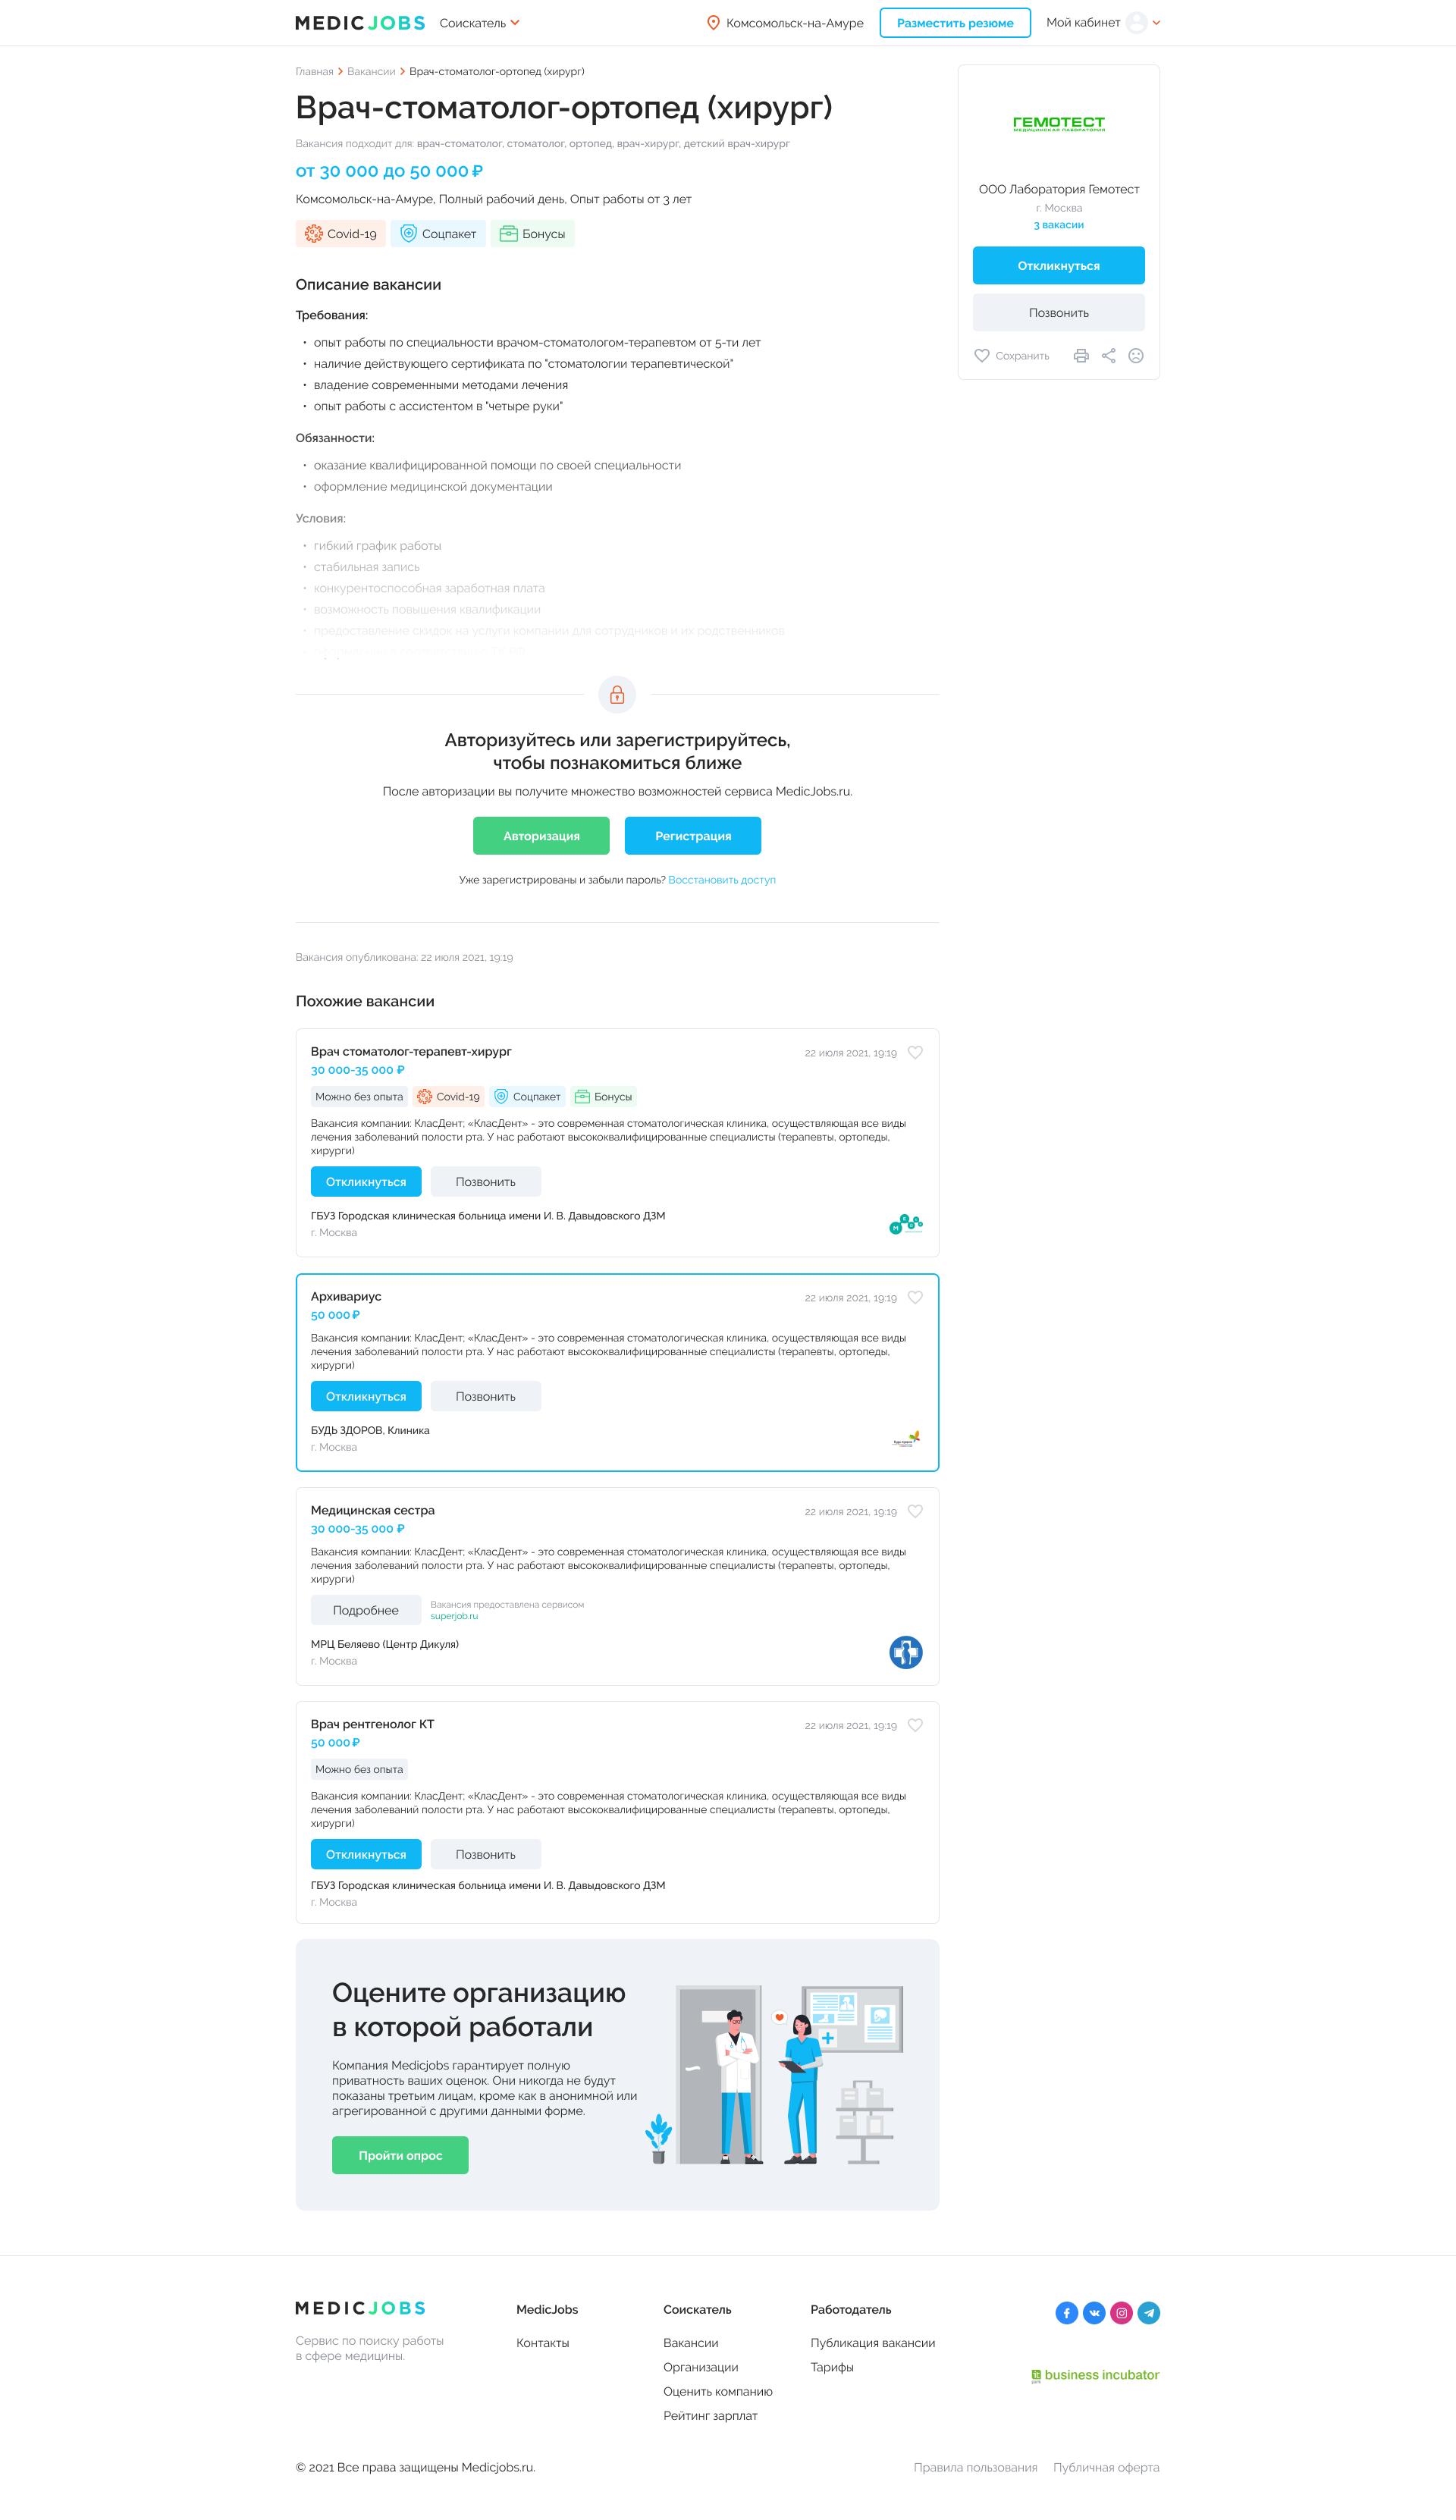 MEDICJOBS Соискатель Комсомольск-на-Амуре Разместить резюме Мой кабинет
Главная Вакансии Врач-стоматолог-ортопед (хирург)
Врач-стоматолог-ортопед (хирург)
Вакансия подходит для: врач-стоматолог, стоматолог, ортопед, врач-хирург, детский врач-хирург
от 30 000 до 50 000 ₽
Комсомольск-на-Амуре, Полный рабочий день. Опыт работы от 3 лет
Covid-19 Соцпакет Бонусы
ГЕМОТЕСТ
МЕДИЦИНСКАЯ ЛАБОРАТОРИЯ
ООО Лаборатория Гемотест
г. Москва
3 вакасии
Откликнуться
Позвонить
Сохранить
Описание вакансии
Требования:
• опыт работы по специальности врачом-стоматологом-терапевтом от 5-ти лет
• наличие действующего сертификата по "стоматологии терапевтической"
• владение современными методами лечения
• опыт работы с ассистентом в "четыре руки"
Обязанности:
• оказание квалифицированной помощи по своей специальности
• оформление медицинской документации
Условия:
• гибкий график работы
• стабильная запись
• конкурентоспособная заработная плата
• возможность повышения квалификации
• предоставление скидок на услуги компании для сотрудников и их родственников
Авторизуйтесь или зарегистрируйтесь,
чтобы познакомиться ближе
После авторизации вы получите множество возможностей сервиса MedicJobs.ru.
Авторизация Регистрация
Уже зарегистрированы и забыли пароль? Восстановить доступ
Вакансия опубликована: 22 июля 2021, 19:19
Похожие вакансии
Врач стоматолог-терапевт-хирург 22 июля 2021, 19:19
30 000-35 000 ₽
Можно без опыта Covid-19 Соцпакет Бонусы
Вакансия компании: КласДент; «КласДент» - это современная стоматологическая клиника, осуществляющая все виды
лечения заболеваний полости рта. У нас работают высококвалифицированные специалисты (терапевты, ортопеды,
хирурги)
Откликнуться Позвонить
ГБУЗ Городская клиническая больница имени И. В. Давыдовского ДЗМ
г. Москва
Архивариус 22 июля 2021, 19:19
50 000 ₽
Вакансия компании: КласДент; «КласДент» - это современная стоматологическая клиника, осуществляющая все виды
лечения заболеваний полости рта. У нас работают высококвалифицированные специалисты (терапевты, ортопеды,
хирурги)
Откликнуться Позвонить
БУДЬ ЗДОРОВ, Клиника
г. Москва
Медицинская сестра 22 июля 2021, 19:19
30 000-35 000 ₽
Вакансия компании: КласДент; «КласДент» - это современная стоматологическая клиника, осуществляющая все виды
лечения заболеваний полости рта. У нас работают высококвалифицированные специалисты (терапевты, ортопеды,
хирурги)
Подробнее Вакансия предоставлена сервисом
superjob.ru
МРЦ Беляево (Центр Дикуля)
г. Москва
Врач рентгенолог КТ 22 июля 2021, 19:19
50 000 ₽
Можно без опыта
Вакансия компании: КласДент; «КласДент» - это современная стоматологическая клиника, осуществляющая все виды
лечения заболеваний полости рта. У нас работают высококвалифицированные специалисты (терапевты, ортопеды,
хирурги)
Откликнуться Позвонить
ГБУЗ Городская клиническая больница имени И. В. Давыдовского ДЗМ
г. Москва
Оцените организацию
в которой работали
Компания Medicjobs гарантирует полную
приватность ваших оценок. Они никогда не будут
показаны третьим лицам, кроме как в анонимной или
агрегированной с другими данными форме.
Пройти опрос
MEDICJOBS MedicJobs Соискатель Работодатель
Сервис по поиску работы
в сфере медицины.
Контакты Вакансии Публикация вакансии
Организации Тарифы
Оценить компанию
Рейтинг зарплат
business incubator
© 2021 Все права защищены Medicjobs.ru. Правила пользования Публичная оферта